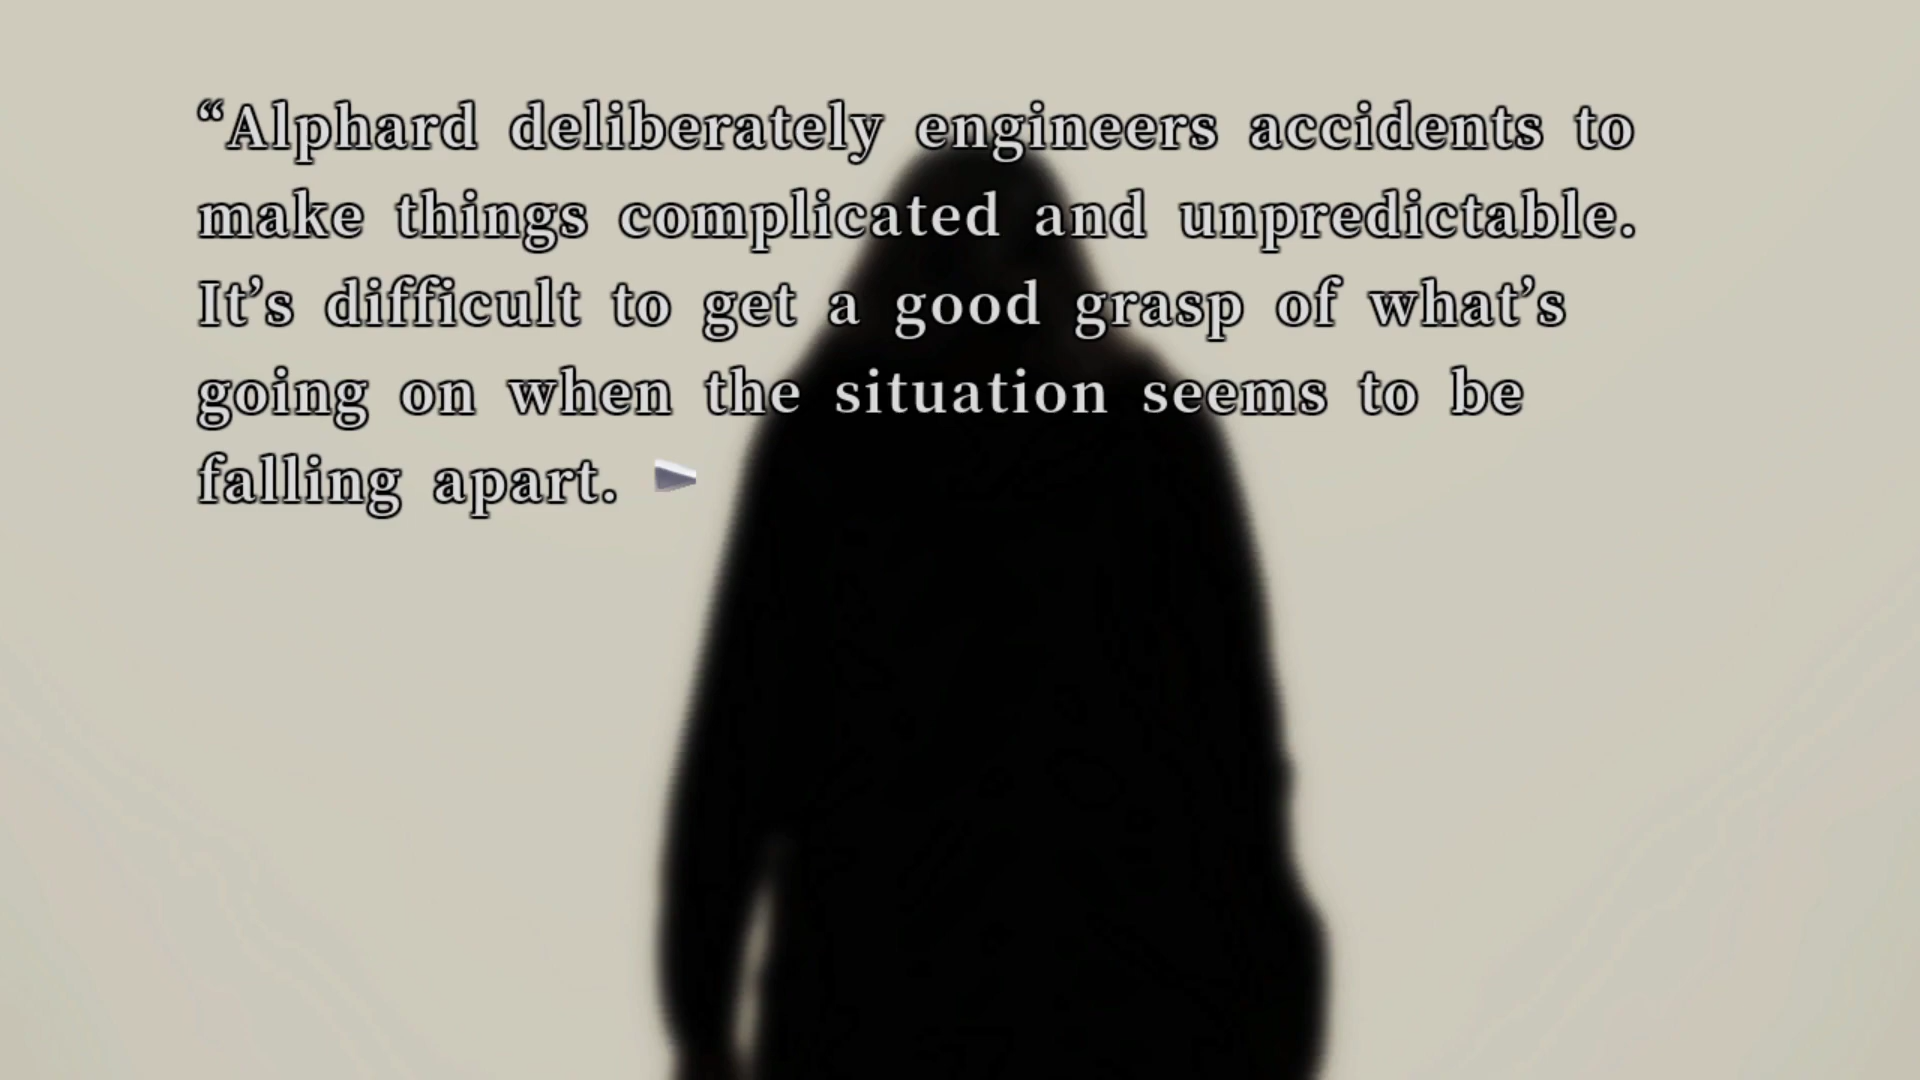 “Alphard deliberately engineers accidents to
make things complicated and unpredictable.
It’s difficult to get a good grasp of what’s
going on when the situation seems to be
falling apart.